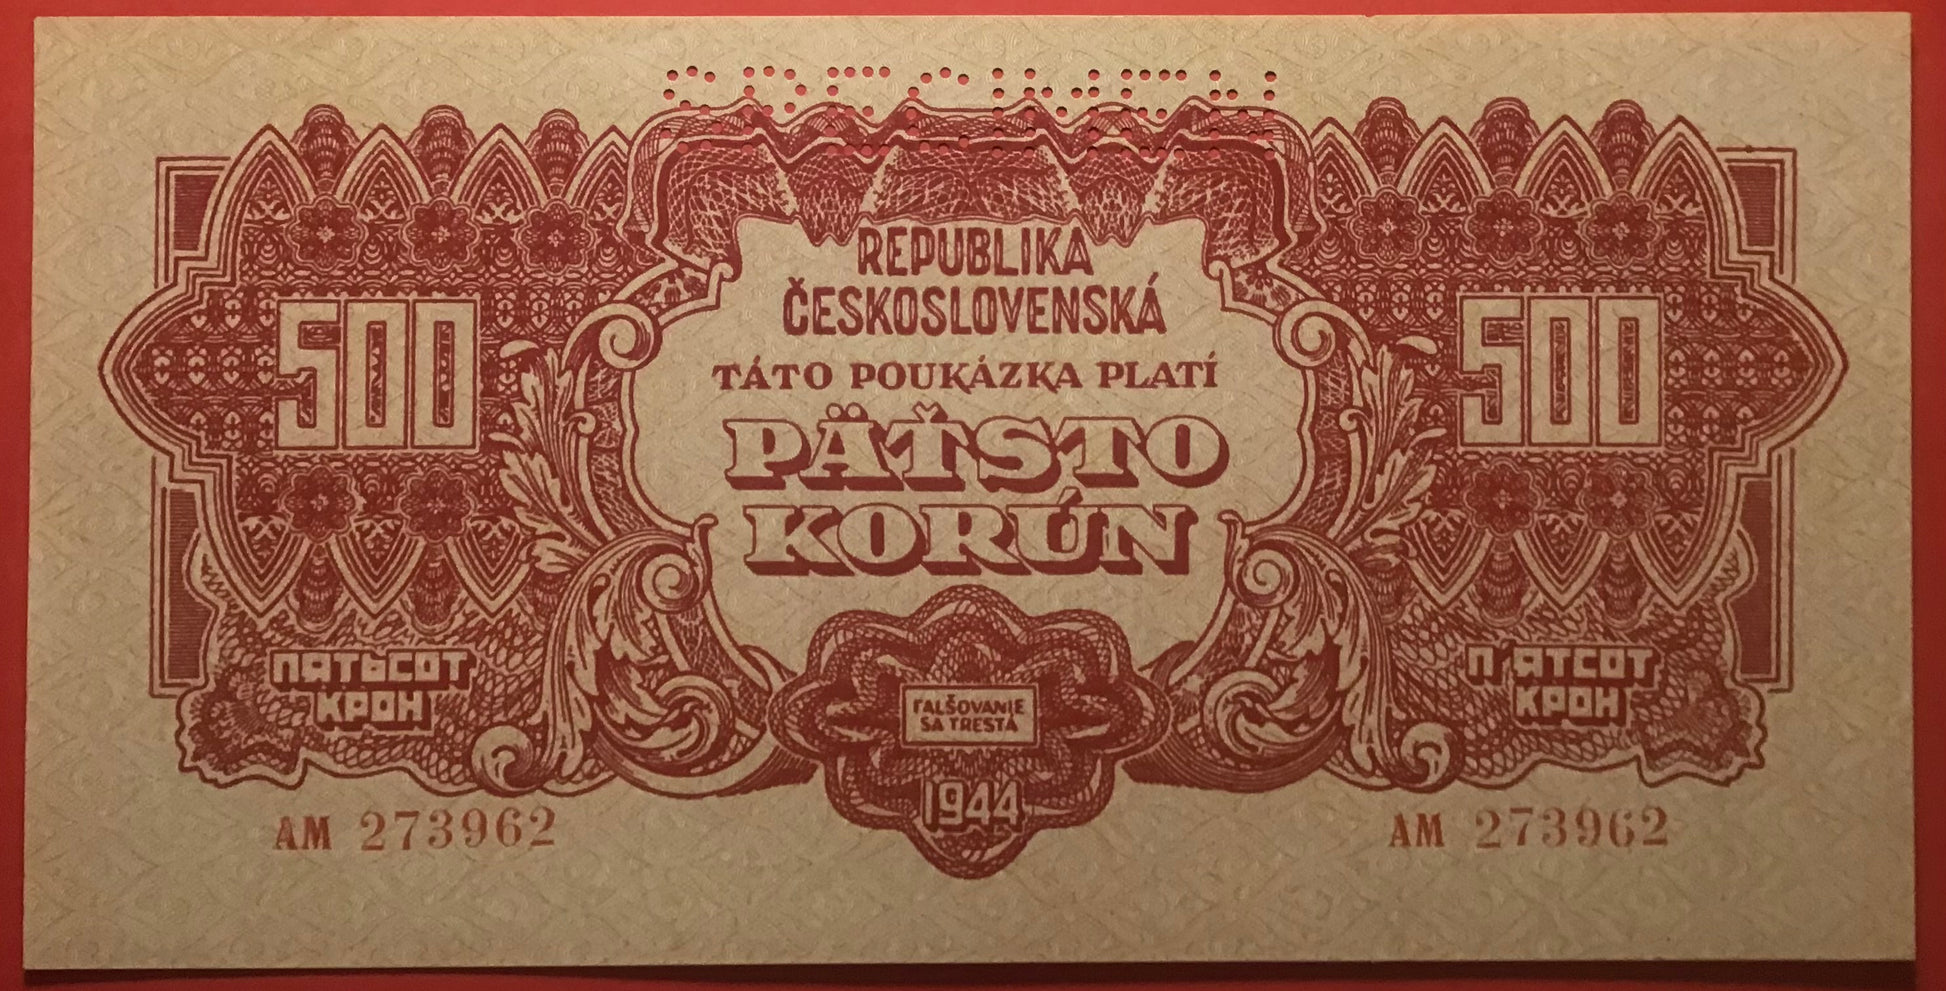 SPECIMEN
REPUBLIKA
ČESKOSLOVENSKÁ
TÁTO POUKÁZKA PLATÍ
500
500
PÄŤSTO
KORÚN
ПЯТЬСОТ
КРОН
П'ЯТСОТ
КРОН
FALŠOVANIE
SA TRESTÁ
1944
AM 273962
AM 273962